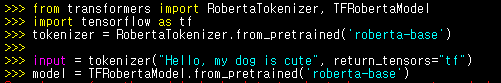 >>> from transformers import RobertaTokenizer, TFRobertaModel
>>> import tensorflow as tf
>>> tokenizer = RobertaTokenizer.from_pretrained('roberta-base')
>>>
>>> input = tokenizer("Hello, my dog is cute", return_tensors="tf")
>>> model = TFRobertaModel.from_pretrained('roberta-base')